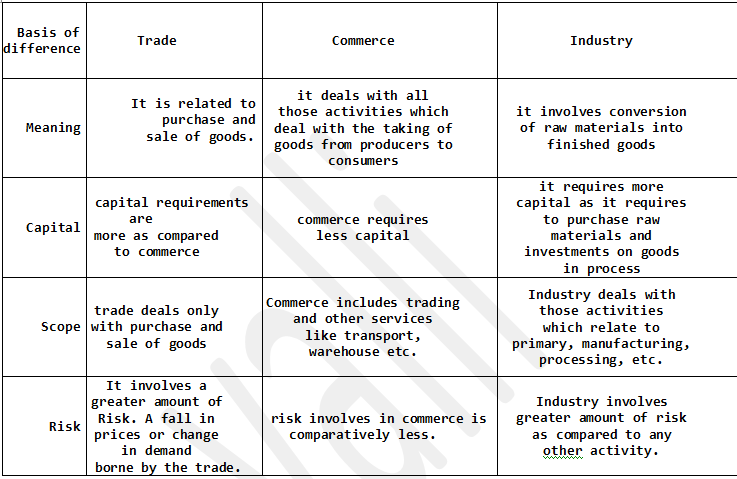 Basis of
difference
Trade
Commerce
Industry
Meaning
It is related to
purchase and
sale of goods.
it deals with all
those activities which
deal with the taking of
goods from producers to
consumers
it involves conversion
of raw materials into
finished goods
Capital
capital requirements
are
more as compared
to commerce
commerce requires
less capital
it requires more
capital as it requires
to purchase raw
materials and
investments on goods
in process
Scope
trade deals only
with purchase and
sale of goods
Commerce includes trading
and other services
like transport,
warehouse etc.
Industry deals with
those activities
which relate to
primary, manufacturing,
processing, etc.
Risk
It involves a
greater amount of
Risk. A fall in
prices or change
in demand
borne by the trade.
risk involves in commerce is
comparatively less.
Industry involves
greater amount of risk
as compared to any
other activity.